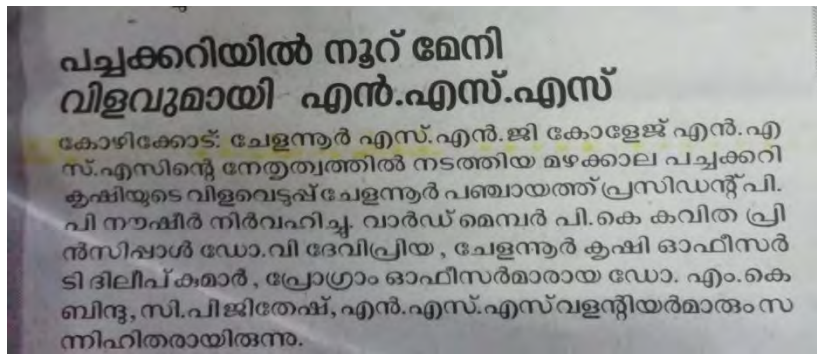 പച്ചക്കറിയിൽ നൂറ് മേനി
വിളവുമായി എൻ.എസ്.എസ്
കോഴിക്കോട്: ചേളന്നൂർ എസ്.എൻ.ജി കോളേജ് എൻ.എ
സ്.എസിന്റെ നേതൃത്വത്തിൽ നടത്തിയ മഴക്കാല പച്ചക്കറി
കൃഷിയുടെ വിളവെടുപ്പ് ചേളന്നൂർ പഞ്ചായത്ത് പ്രസിഡന്റ് പി.
പി നൗഷീർ നിർവഹിച്ചു. വാർഡ് മെമ്പർ പി.കെ കവിത പ്രി
ൻസിപ്പാൾ ഡോ.വി ദേവിപ്രിയ, ചേളന്നൂർ കൃഷി ഓഫീസർ
ടി ദിലീപ് കുമാർ, പ്രോഗ്രാം ഓഫീസർമാരായ ഡോ. എം.കെ
ബിന്ദു, സി.പി ജിതേഷ്, എൻ.എസ്.എസ് വളന്റിയർമാരും സ
ന്നിഹിതരായിരുന്നു.